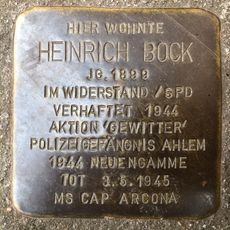 HIER WOHNTE
HEINRICH BOCK
JG. 1899
IM WIDERSTAND / SPD
VERHAFTET 1944
AKTION 'GEWITTER'
POLIZEIGEFÄNGNIS AHLEM
1944 NEUENGAMME
TOT 3.5.1945
MS CAP ARCONA